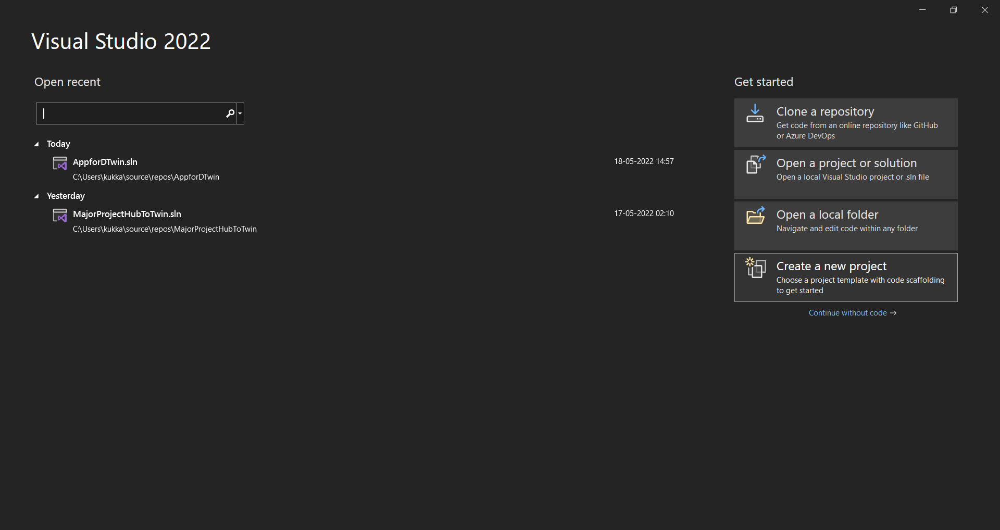 Visual Studio 2022
Open recent
Today
AppforDTwin.sln
18-05-2022 14:57
C:\Users\kukka\source\repos\AppforDTwin
Yesterday
MajorProjectHubToTwin.sln
17-05-2022 02:10
C:\Users\kukka\source\repos\MajorProjectHubToTwin
Get started
Clone a repository
Get code from an online repository like GitHub
or Azure DevOps
Open a project or solution
Open a local Visual Studio project or .sln file
Open a local folder
Navigate and edit code within any folder
Create a new project
Choose a project template with code scaffolding
to get started
Continue without code →